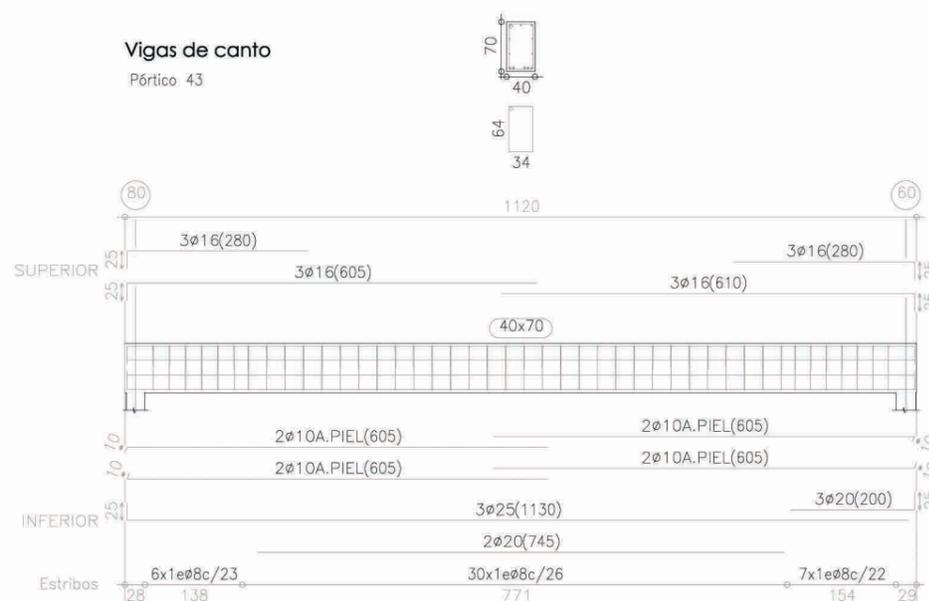 Vigas de canto
Pórtico 43
70
40
64
34
80
60
1120
3ø16(280)
3ø16(280)
SUPERIOR
25
25
3ø16(605)
3ø16(610)
25
25
40x70
2ø10A.PIEL(605)
2ø10A.PIEL(605)
10
10
2ø10A.PIEL(605)
2ø10A.PIEL(605)
10
10
3ø20(200)
25
25
3ø25(1130)
INFERIOR
2ø20(745)
Estribos
6x1eø8c/23
30x1eø8c/26
7x1eø8c/22
28
138
771
154
29